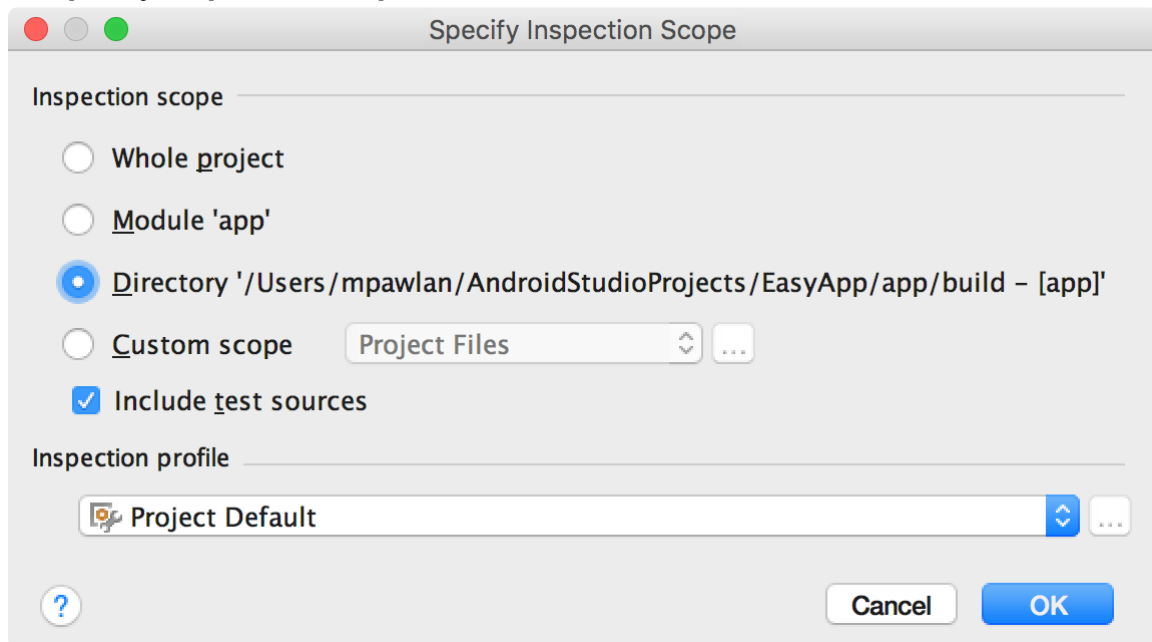 Specify Inspection Scope
Inspection scope
Whole project
Module 'app'
Directory '/Users/mpawlan/AndroidStudioProjects/EasyApp/app/build – [app]'
Custom scope Project Files ...
Include test sources
Inspection profile
Project Default ...
? Cancel OK